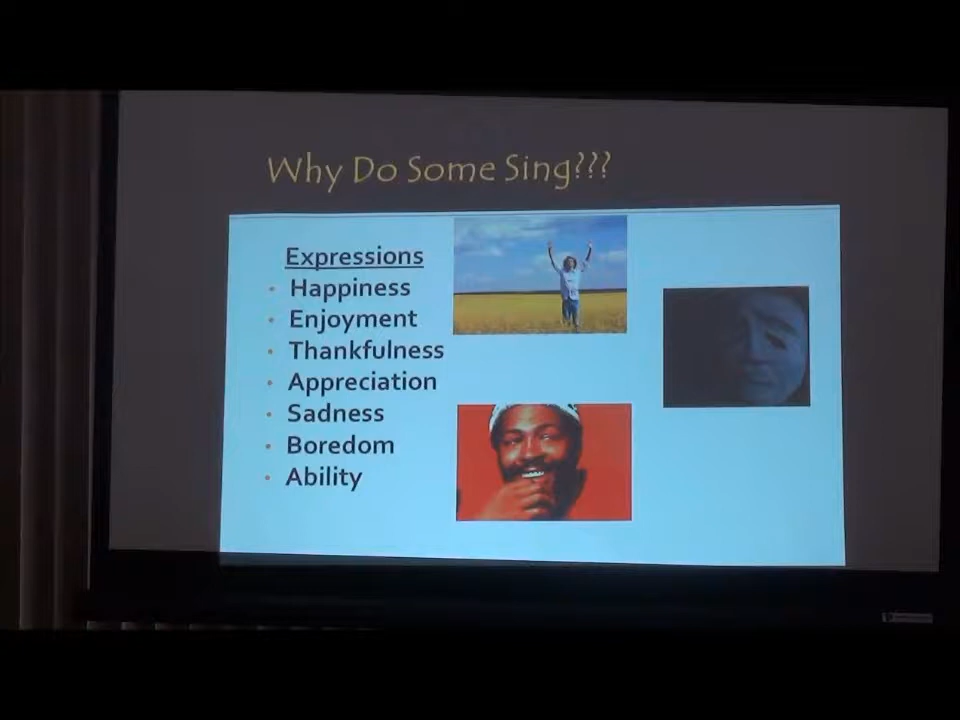 Why Do Some Sing???
Expressions
• Happiness
• Enjoyment
• Thankfulness
• Appreciation
• Sadness
• Boredom
• Ability